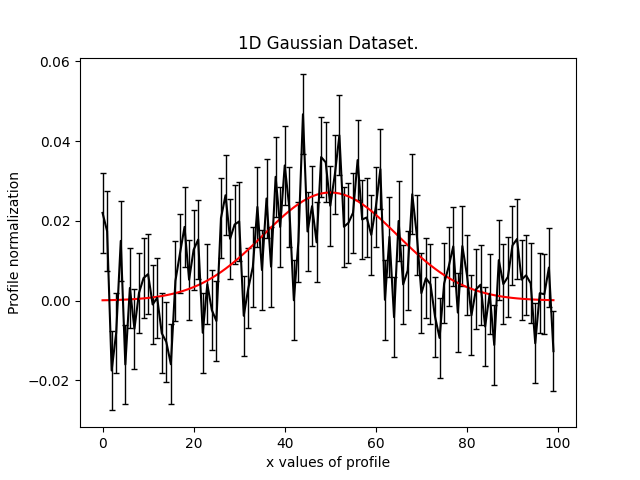 1D Gaussian Dataset.
0.06
0.04
0.02
0.00
−0.02
Profile normalization
0 20 40 60 80 100
x values of profile